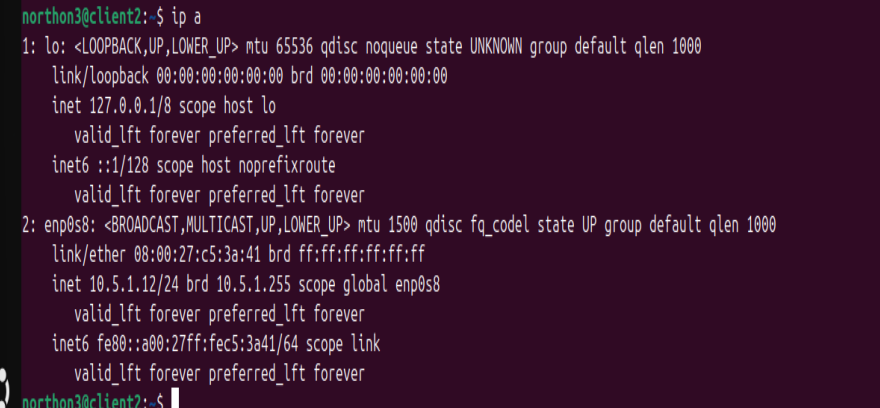 northon3@client2:~$ ip a
1: lo: <LOOPBACK,UP,LOWER_UP> mtu 65536 qdisc noqueue state UNKNOWN group default qlen 1000
    link/loopback 00:00:00:00:00:00 brd 00:00:00:00:00:00
    inet 127.0.0.1/8 scope host lo
       valid_lft forever preferred_lft forever
    inet6 ::1/128 scope host noprefixroute
       valid_lft forever preferred_lft forever
2: enp0s8: <BROADCAST,MULTICAST,UP,LOWER_UP> mtu 1500 qdisc fq_codel state UP group default qlen 1000
    link/ether 08:00:27:c5:3a:41 brd ff:ff:ff:ff:ff:ff
    inet 10.5.1.12/24 brd 10.5.1.255 scope global enp0s8
       valid_lft forever preferred_lft forever
    inet6 fe80::a00:27ff:fec5:3a41/64 scope link
       valid_lft forever preferred_lft forever
northon3@client2:~$